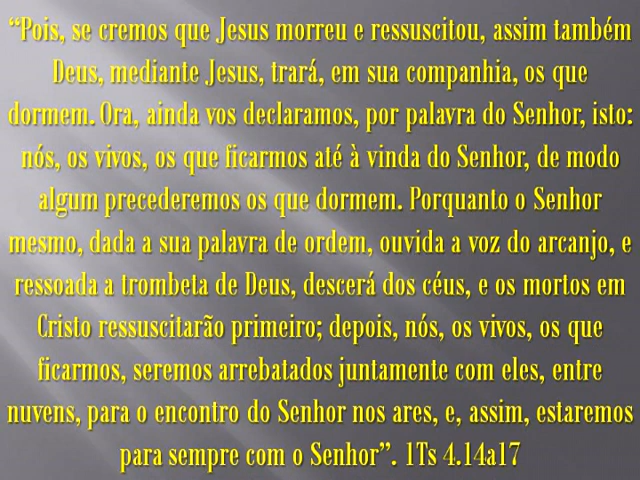 “Pois, se cremos que Jesus morreu e ressuscitou, assim também
Deus, mediante Jesus, trará, em sua companhia, os que
dormem. Ora, ainda vos declaramos, por palavra do Senhor, isto:
nós, os vivos, os que ficarmos até à vinda do Senhor, de modo
algum precederemos os que dormem. Porquanto o Senhor
mesmo, dada a sua palavra de ordem, ouvida a voz do arcanjo, e
ressoada a trombeta de Deus, descerá dos céus, e os mortos em
Cristo ressuscitarão primeiro; depois, nós, os vivos, os que
ficarmos, seremos arrebatados juntamente com eles, entre
nuvens, para o encontro do Senhor nos ares, e, assim, estaremos
para sempre com o Senhor”. 1Ts 4.14a17